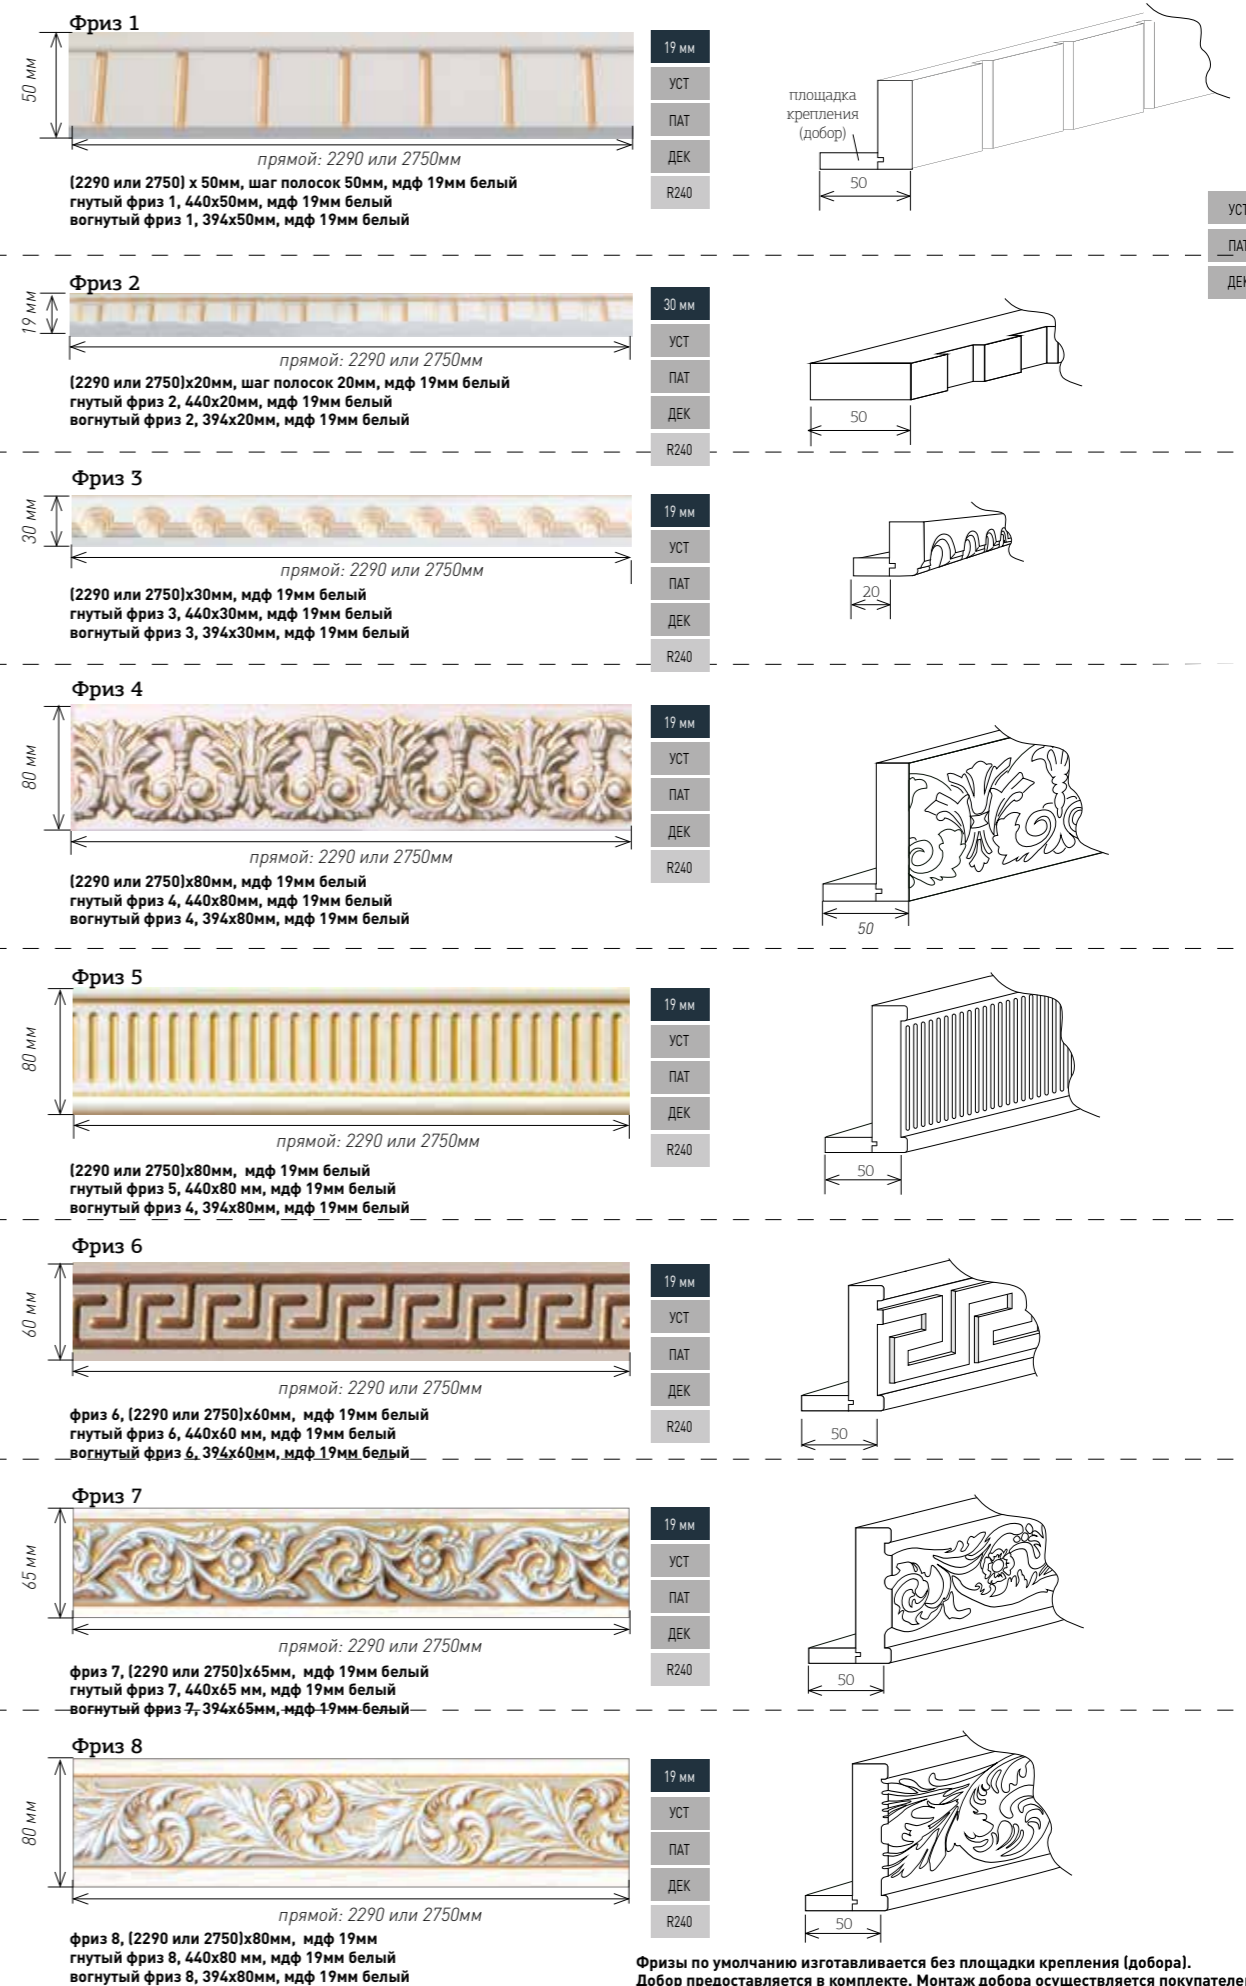 Фриз 1
50 мм
прямой: 2290 или 2750мм
(2290 или 2750) х 50мм, шаг полосок 50мм, мдф 19мм белый
гнутый фриз 1, 440х50мм, мдф 19мм белый
вогнутый фриз 1, 394х50мм, мдф 19мм белый
19 мм
УСТ
ПАТ
ДЕК
R240
площадка
крепления
(добор)
50
УСТ
ПАТ
ДЕК
Фриз 2
19 мм
прямой: 2290 или 2750мм
(2290 или 2750)х20мм, шаг полосок 20мм, мдф 19мм белый
гнутый фриз 2, 440х20мм, мдф 19мм белый
вогнутый фриз 2, 394х20мм, мдф 19мм белый
30 мм
УСТ
ПАТ
ДЕК
R240
50
Фриз 3
30 мм
прямой: 2290 или 2750мм
(2290 или 2750)х30мм, мдф 19мм белый
гнутый фриз 3, 440х30мм, мдф 19мм белый
вогнутый фриз 3, 394х30мм, мдф 19мм белый
19 мм
УСТ
ПАТ
ДЕК
R240
20
Фриз 4
80 мм
прямой: 2290 или 2750мм
(2290 или 2750)х80мм, мдф 19мм белый
гнутый фриз 4, 440х80мм, мдф 19мм белый
вогнутый фриз 4, 394х80мм, мдф 19мм белый
19 мм
УСТ
ПАТ
ДЕК
R240
50
Фриз 5
80 мм
прямой: 2290 или 2750мм
(2290 или 2750)х80мм, мдф 19мм белый
гнутый фриз 5, 440х80 мм, мдф 19мм белый
вогнутый фриз 4, 394х80мм, мдф 19мм белый
19 мм
УСТ
ПАТ
ДЕК
R240
50
Фриз 6
60 мм
прямой: 2290 или 2750мм
фриз 6, (2290 или 2750)х60мм, мдф 19мм белый
гнутый фриз 6, 440х60 мм, мдф 19мм белый
вогнутый фриз 6, 394х60мм, мдф 19мм белый
19 мм
УСТ
ПАТ
ДЕК
R240
50
Фриз 7
65 мм
прямой: 2290 или 2750мм
фриз 7, (2290 или 2750)х65мм, мдф 19мм белый
гнутый фриз 7, 440х65 мм, мдф 19мм белый
вогнутый фриз 7, 394х65мм, мдф 19мм белый
19 мм
УСТ
ПАТ
ДЕК
R240
50
Фриз 8
80 мм
прямой: 2290 или 2750мм
фриз 8, (2290 или 2750)х80мм, мдф 19мм
гнутый фриз 8, 440х80 мм, мдф 19мм белый
вогнутый фриз 8, 394х80мм, мдф 19мм белый
19 мм
УСТ
ПАТ
ДЕК
R240
50
Фризы по умолчанию изготавливается без площадки крепления (добора).
Добор предоставляется в комплекте. Монтаж добора осуществляется покупателем